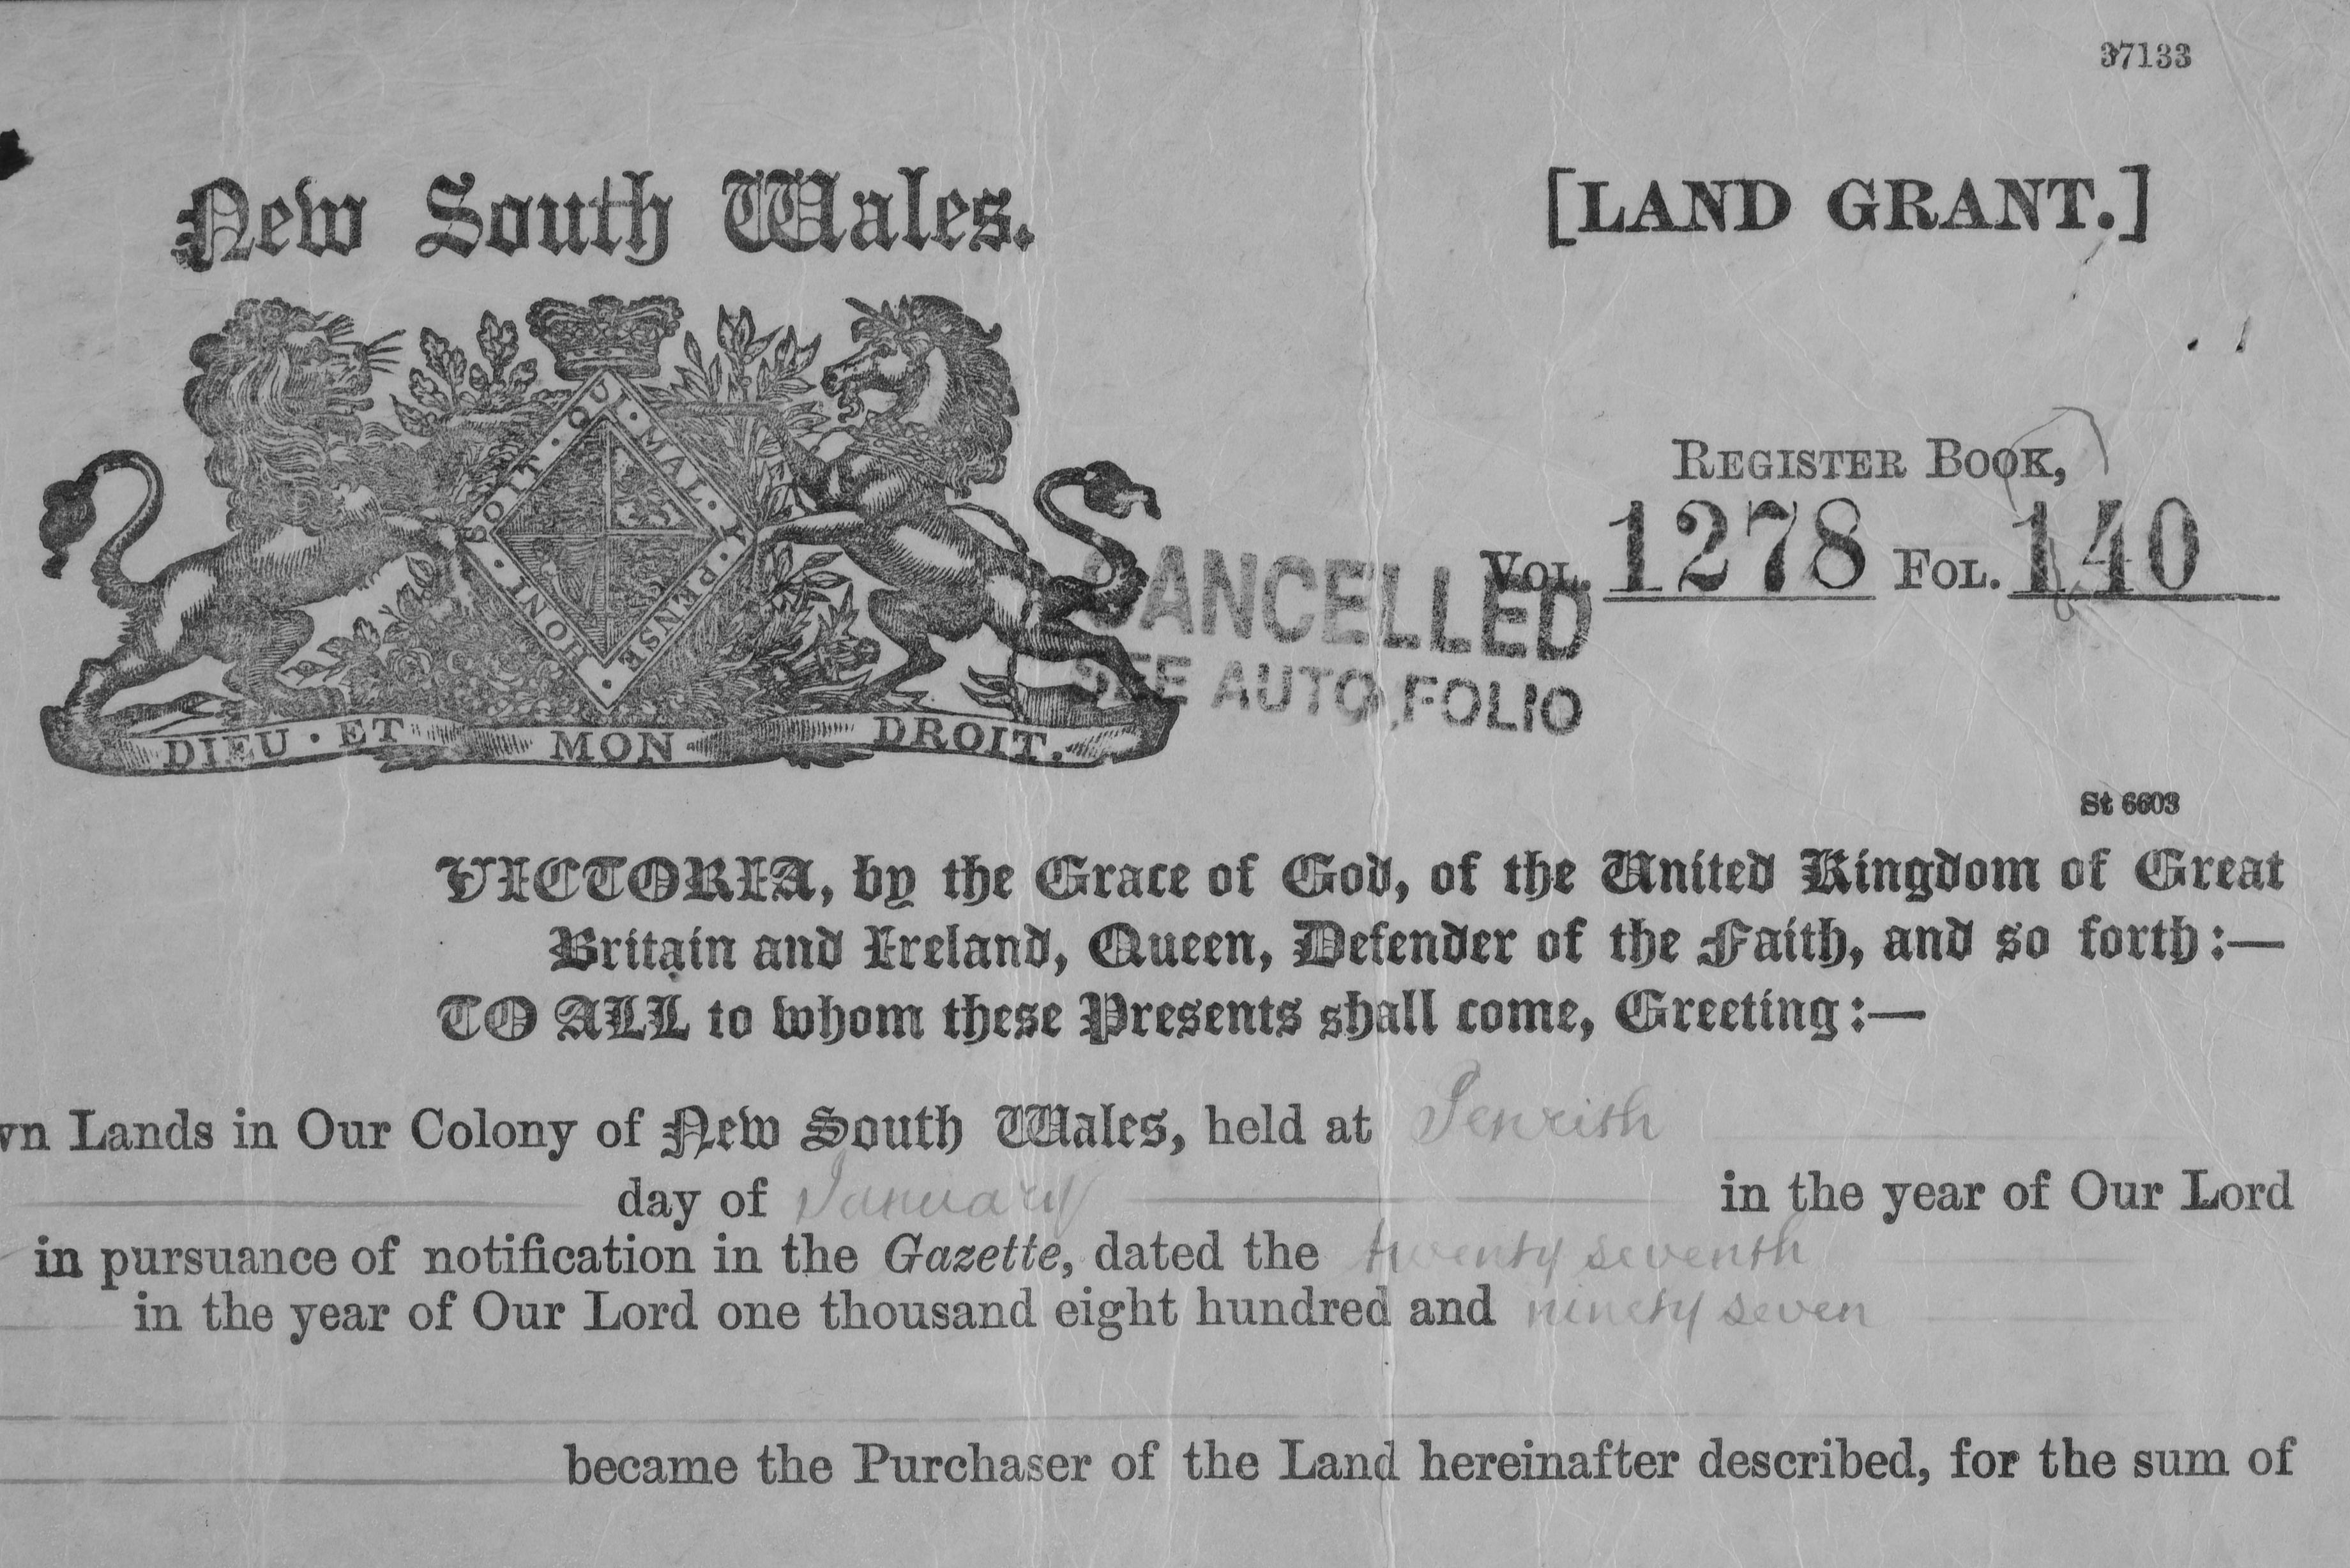 37133
New South Wales.
[LAND GRANT.]
HONI · SOIT · QUI · MAL · Y · PENSE ·
DIEU · ET MON DROIT.
REGISTER BOOK,
VOL. 1278 FOL. 140
CANCELLED
SEE AUTO FOLIO
St 6603
VICTORIA, by the Grace of God, of the United Kingdom of Great
Britain and Ireland, Queen, Defender of the Faith, and so forth:—
TO ALL to whom these Presents shall come, Greeting:—
wn Lands in Our Colony of New South Wales, held at Penrith
day of January in the year of Our Lord
in pursuance of notification in the Gazette, dated the twenty seventh
in the year of Our Lord one thousand eight hundred and ninety seven
became the Purchaser of the Land hereinafter described, for the sum of